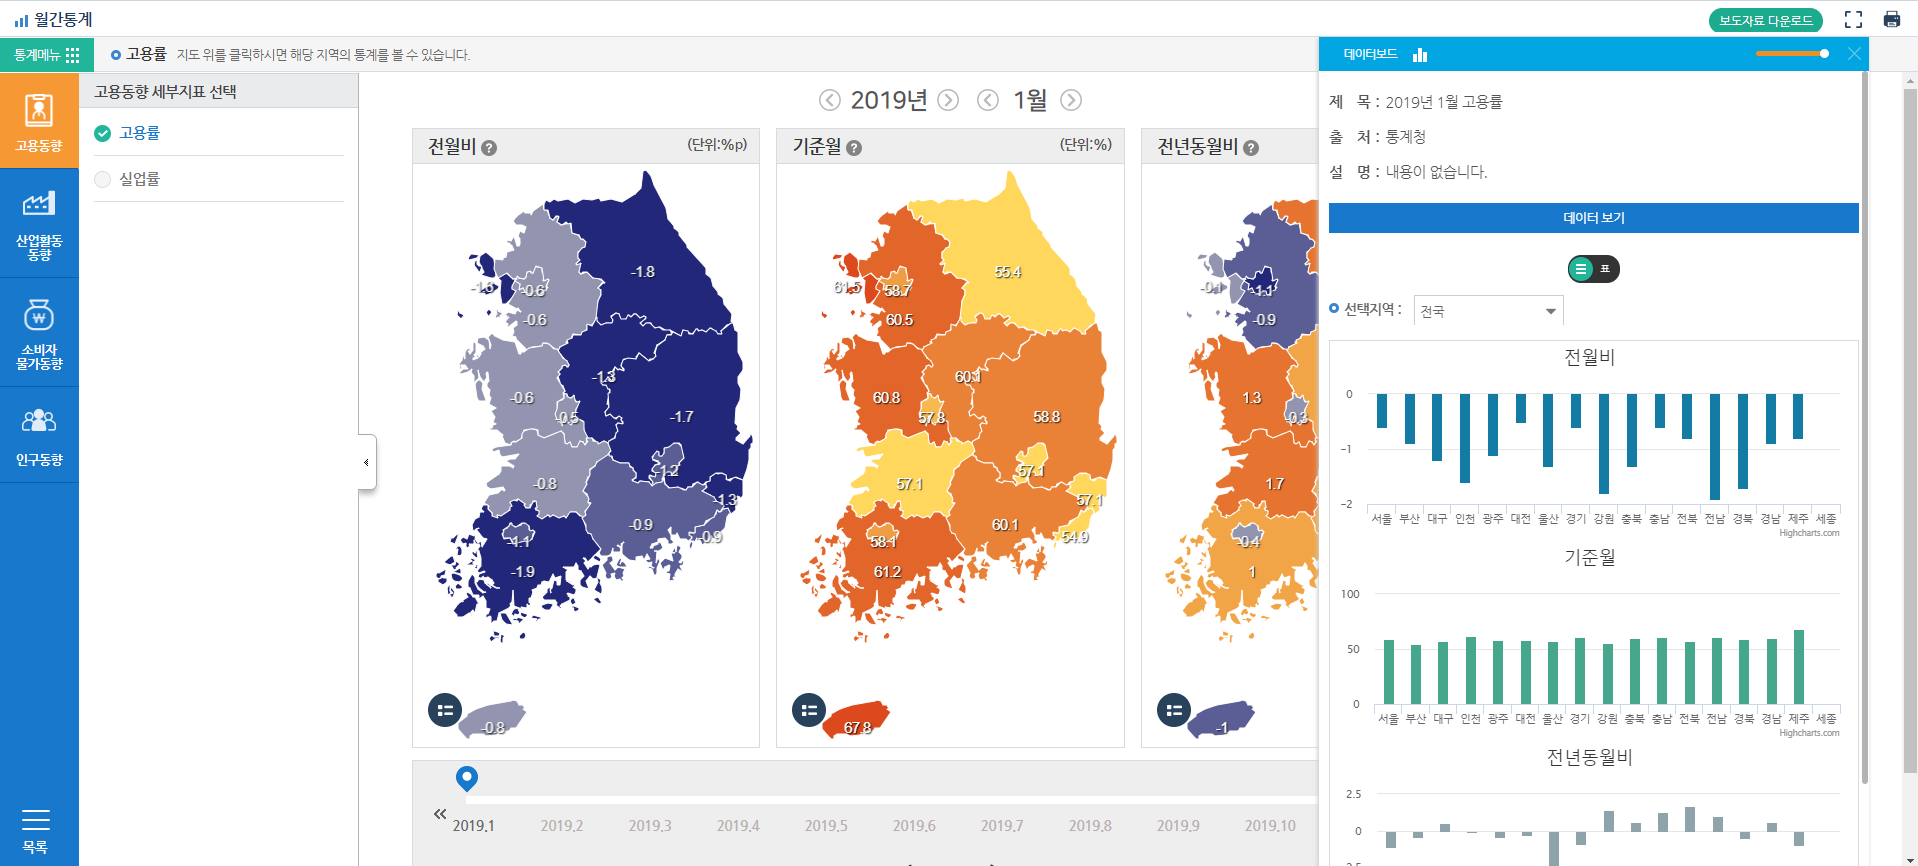 월간통계
보도자료 다운로드
통계메뉴
고용률 지도 위를 클릭하시면 해당 지역의 통계를 볼 수 있습니다.
데이터보드
고용동향
산업활동
동향
소비자
물가동향
인구동향
목록
고용동향 세부지표 선택
고용률
실업률
2019년 1월
전월비 ? (단위:%p)
-1.8
-1.6
-0.6
-0.6
-1.3
-0.6
-0.5
-1.7
-1.2
-0.8
-1.3
-0.9
-0.9
-1.1
-1.9
-0.8
기준월 ? (단위:%)
55.4
61.5
58.7
60.5
60.1
60.8
57.8
58.8
57.1
57.1
57.1
60.1
54.9
58.1
61.2
67.8
전년동월비 ?
-0.1
-1.1
-0.9
1.3
-0.3
1.7
-0.4
1
-1
2019.1 2019.2 2019.3 2019.4 2019.5 2019.6 2019.7 2019.8 2019.9 2019.10
제 목 : 2019년 1월 고용률
출 처 : 통계청
설 명 : 내용이 없습니다.
데이터 보기
표
선택지역 : 전국
전월비
0
-1
-2
서울 부산 대구 인천 광주 대전 울산 경기 강원 충북 충남 전북 전남 경북 경남 제주 세종
Highcharts.com
기준월
100
50
0
서울 부산 대구 인천 광주 대전 울산 경기 강원 충북 충남 전북 전남 경북 경남 제주 세종
Highcharts.com
전년동월비
2.5
0